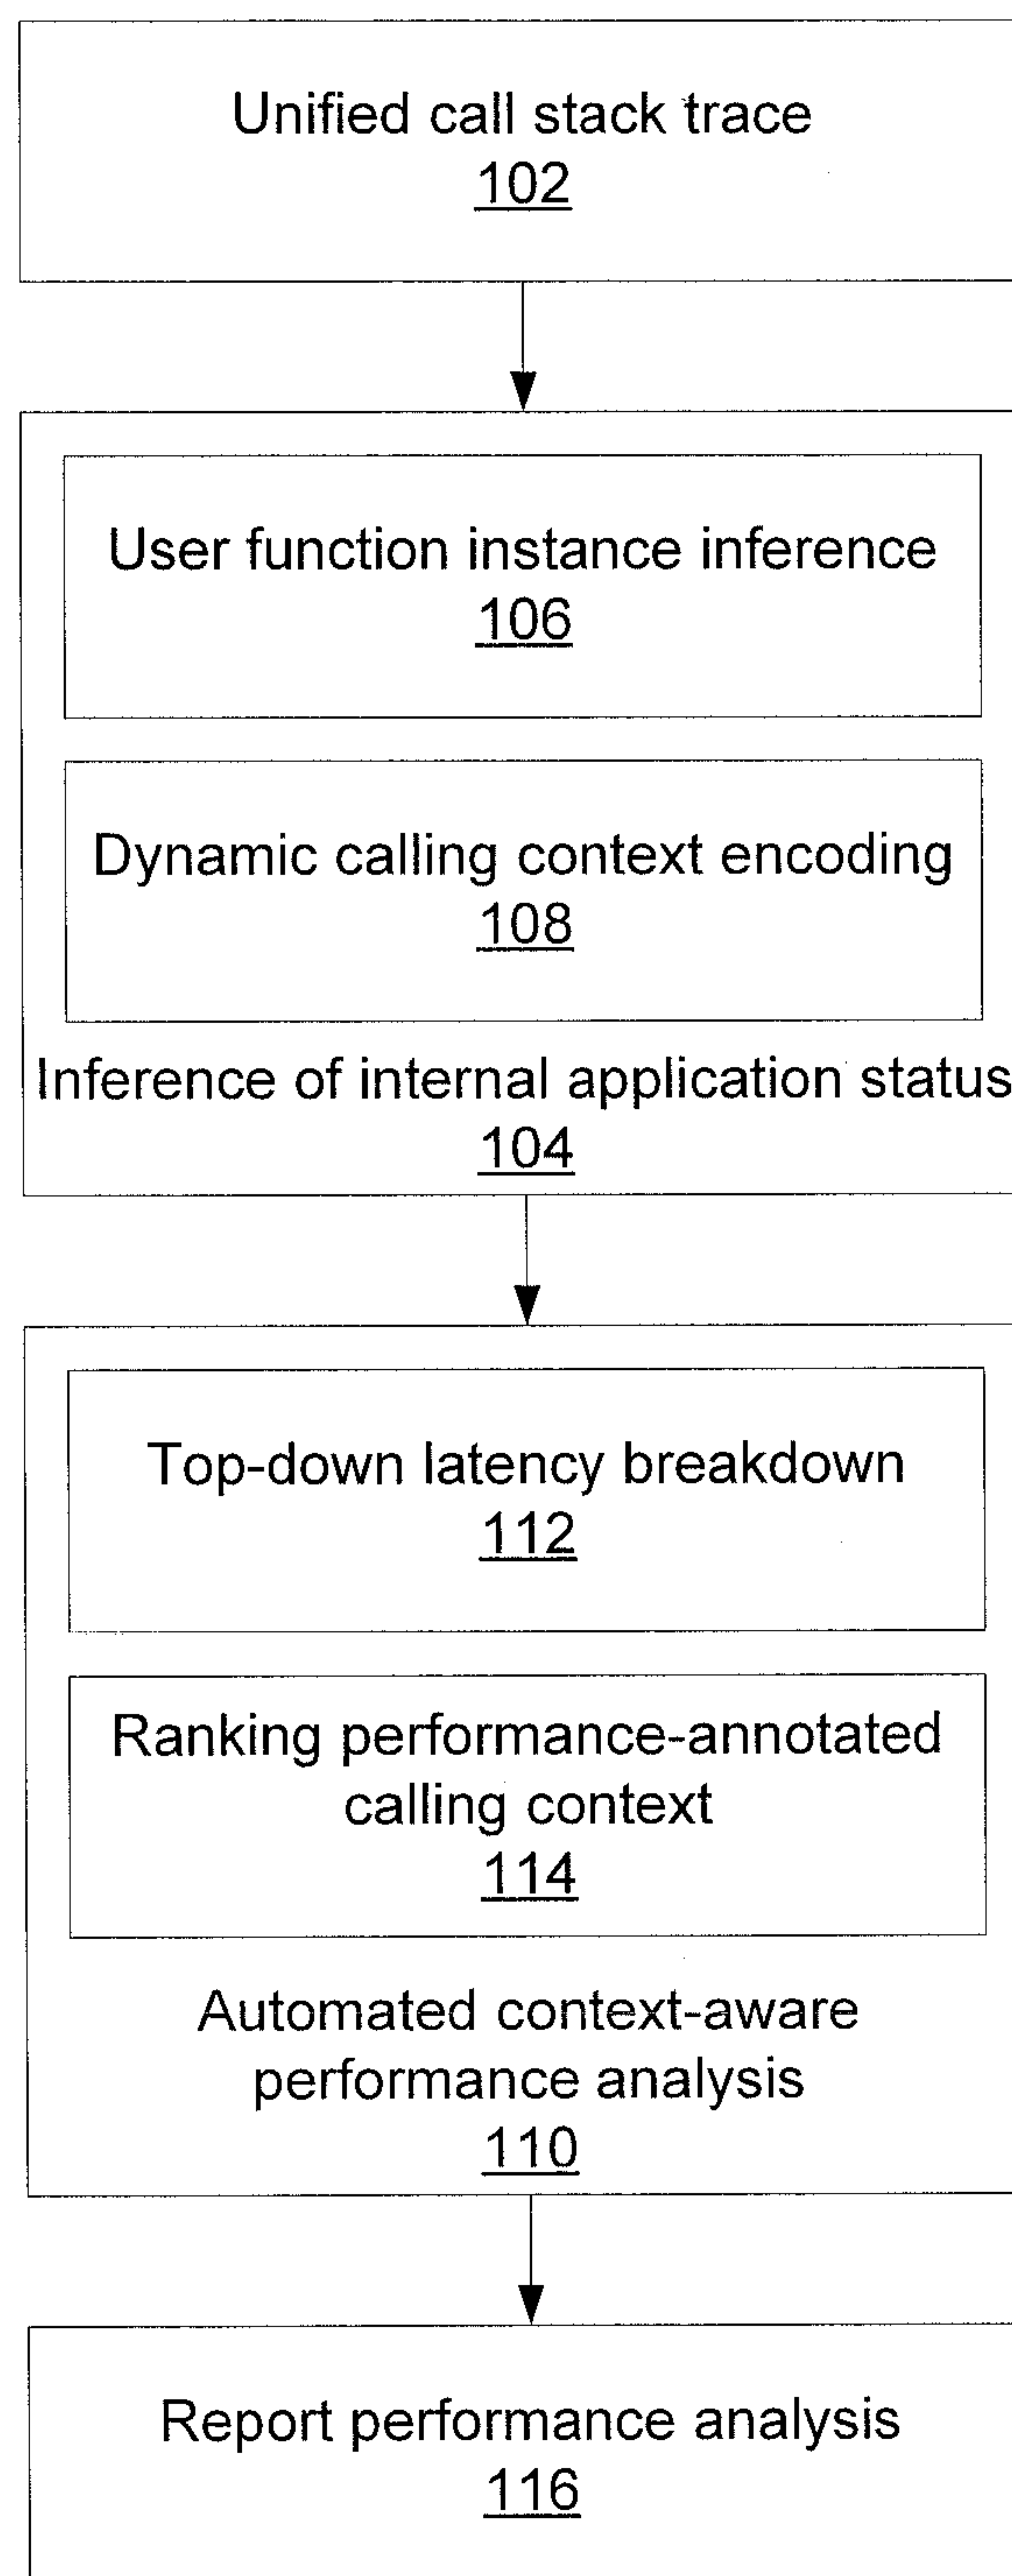 Unified call stack trace
102
User function instance inference
106
Dynamic calling context encoding
108
Inference of internal application status
104
Top-down latency breakdown
112
Ranking performance-annotated
calling context
114
Automated context-aware
performance analysis
110
Report performance analysis
116